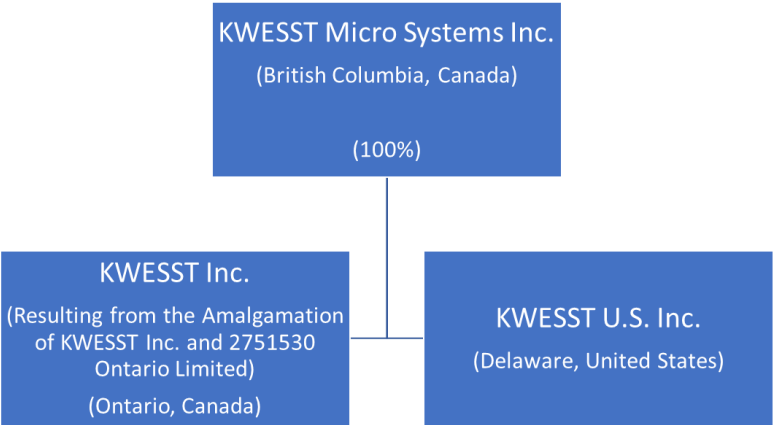 KWESST Micro Systems Inc.
(British Columbia, Canada)
(100%)
KWESST Inc.
(Resulting from the Amalgamation
of KWESST Inc. and 2751530
Ontario Limited)
(Ontario, Canada)
KWESST U.S. Inc.
(Delaware, United States)